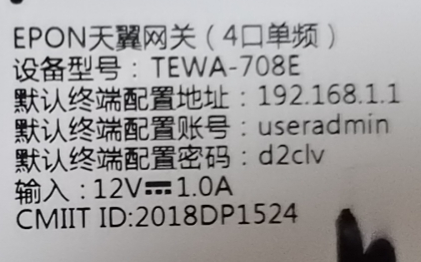 EPON天翼网关（4口单频）
设备型号：TEWA-708E
默认终端配置地址：192.168.1.1
默认终端配置账号：useradmin
默认终端配置密码：d2clv
输入：12V⎓1.0A
CMIIT ID:2018DP1524